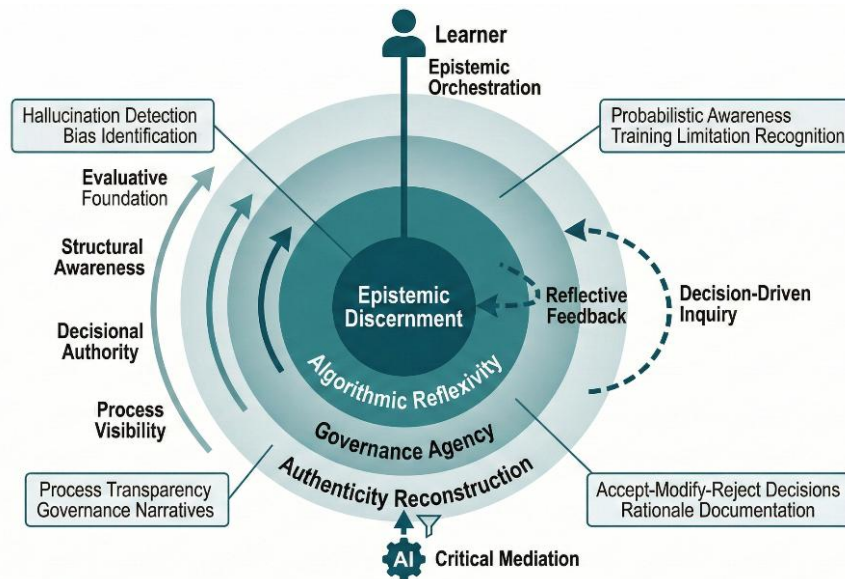 Learner
Epistemic
Orchestration
Hallucination Detection
Bias Identification
Probabilistic Awareness
Training Limitation Recognition
Evaluative
Foundation
Structural
Awareness
Decisional
Authority
Process
Visibility
Epistemic
Discernment
Reflective
Feedback
Decision-Driven
Inquiry
Algorithmic Reflexivity
Governance Agency
Authenticity Reconstruction
Process Transparency
Governance Narratives
Accept-Modify-Reject Decisions
Rationale Documentation
AI
Critical Mediation